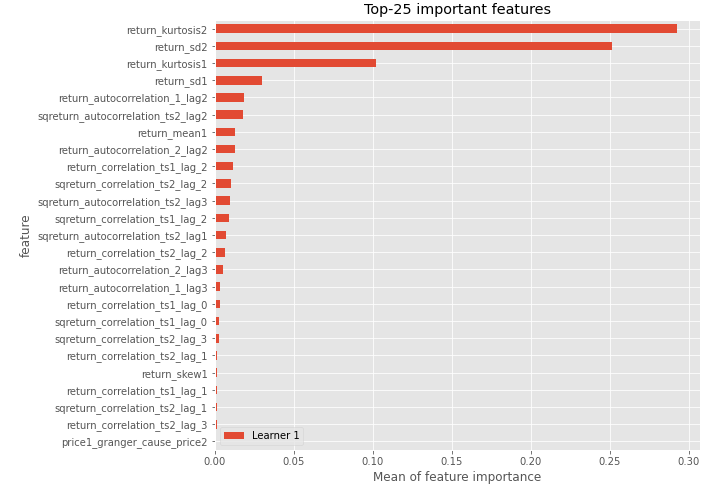 Top-25 important features
return_kurtosis2
return_sd2
return_kurtosis1
return_sd1
return_autocorrelation_1_lag2
sqreturn_autocorrelation_ts2_lag2
return_mean1
return_autocorrelation_2_lag2
return_correlation_ts1_lag_2
sqreturn_correlation_ts2_lag_2
sqreturn_autocorrelation_ts2_lag3
sqreturn_correlation_ts1_lag_2
sqreturn_autocorrelation_ts2_lag1
return_correlation_ts2_lag_2
return_autocorrelation_2_lag3
return_autocorrelation_1_lag3
return_correlation_ts1_lag_0
sqreturn_correlation_ts1_lag_0
sqreturn_correlation_ts2_lag_3
return_correlation_ts2_lag_1
return_skew1
return_correlation_ts1_lag_1
sqreturn_correlation_ts2_lag_1
return_correlation_ts2_lag_3
price1_granger_cause_price2
feature
Learner 1
0.00 0.05 0.10 0.15 0.20 0.25 0.30
Mean of feature importance